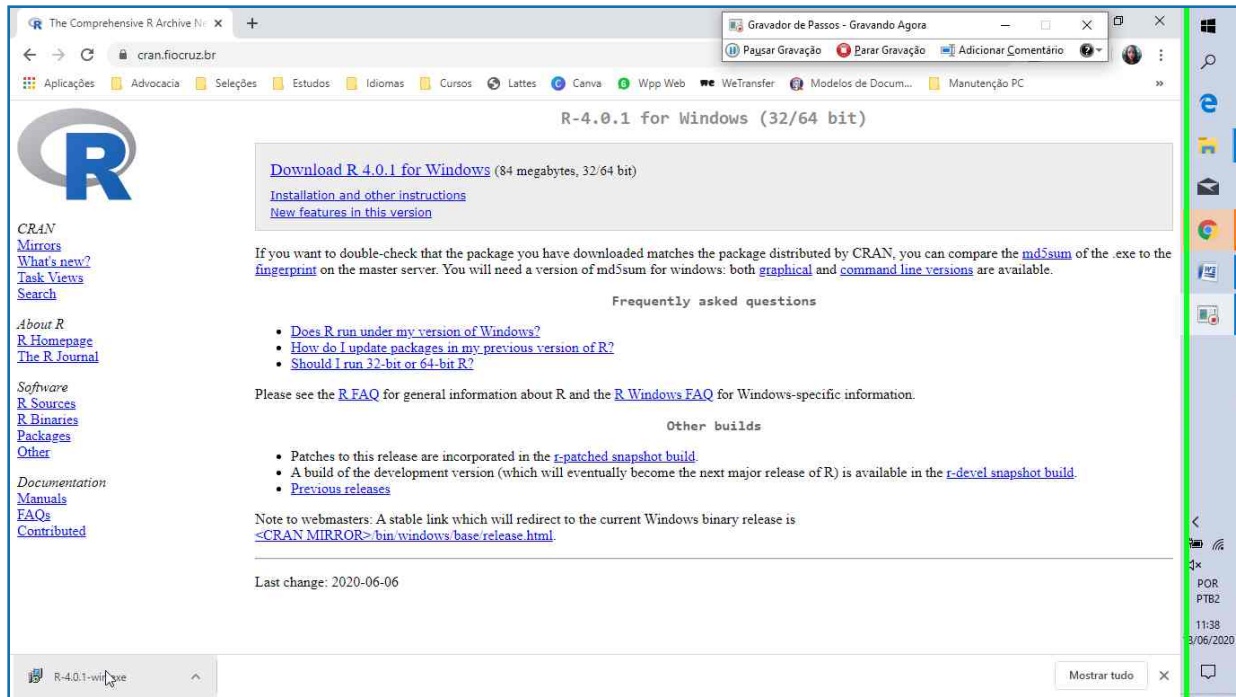 The Comprehensive R Archive Ne
Gravador de Passos - Gravando Agora
cran.fiocruz.br
Pausar Gravação Parar Gravação Adicionar Comentário
Aplicações Advocacia Seleções Estudos Idiomas Cursos Lattes Canva Wpp Web WeTransfer Modelos de Docum... Manutenção PC »
R
R-4.0.1 for Windows (32/64 bit)
Download R 4.0.1 for Windows (84 megabytes, 32/64 bit)
Installation and other instructions
New features in this version
CRAN
Mirrors
What's new?
Task Views
Search
About R
R Homepage
The R Journal
Software
R Sources
R Binaries
Packages
Other
Documentation
Manuals
FAQs
Contributed
If you want to double-check that the package you have downloaded matches the package distributed by CRAN, you can compare the md5sum of the .exe to the
fingerprint on the master server. You will need a version of md5sum for windows: both graphical and command line versions are available.
Frequently asked questions
• Does R run under my version of Windows?
• How do I update packages in my previous version of R?
• Should I run 32-bit or 64-bit R?
Please see the R FAQ for general information about R and the R Windows FAQ for Windows-specific information.
Other builds
• Patches to this release are incorporated in the r-patched snapshot build.
• A build of the development version (which will eventually become the next major release of R) is available in the r-devel snapshot build.
• Previous releases
Note to webmasters: A stable link which will redirect to the current Windows binary release is
<CRAN MIRROR>/bin/windows/base/release.html.
Last change: 2020-06-06
R-4.0.1-win.exe
Mostrar tudo
POR
PTB2
11:38
/06/2020